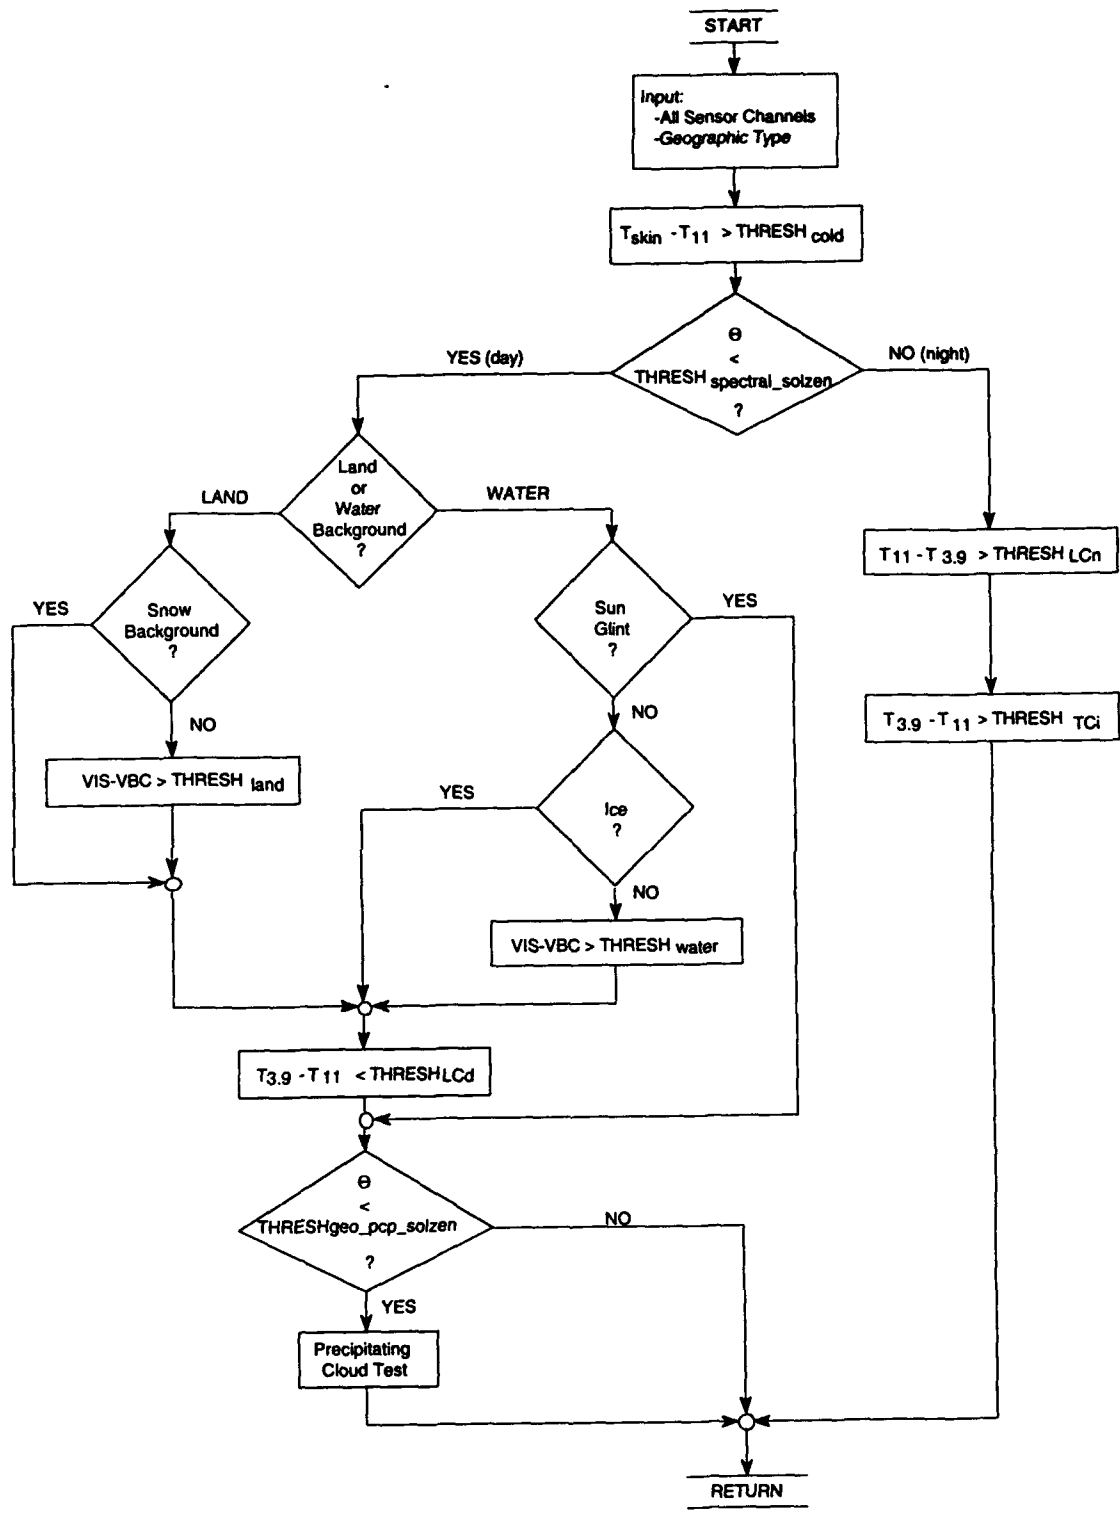 START
Input:
-All Sensor Channels
-Geographic Type
Tskin - T11 > THRESH cold
Θ
<
THRESH spectral_solzen
?
YES (day)
NO (night)
Land
or
Water
Background
?
LAND
WATER
Snow
Background
?
YES
NO
VIS-VBC > THRESH land
Sun
Glint
?
YES
NO
Ice
?
YES
NO
VIS-VBC > THRESH water
T11 - T3.9 > THRESH LCn
T3.9 - T11 > THRESH TCi
T3.9 - T11 < THRESH LCd
Θ
<
THRESHgeo_pcp_solzen
?
NO
YES
Precipitating
Cloud Test
RETURN